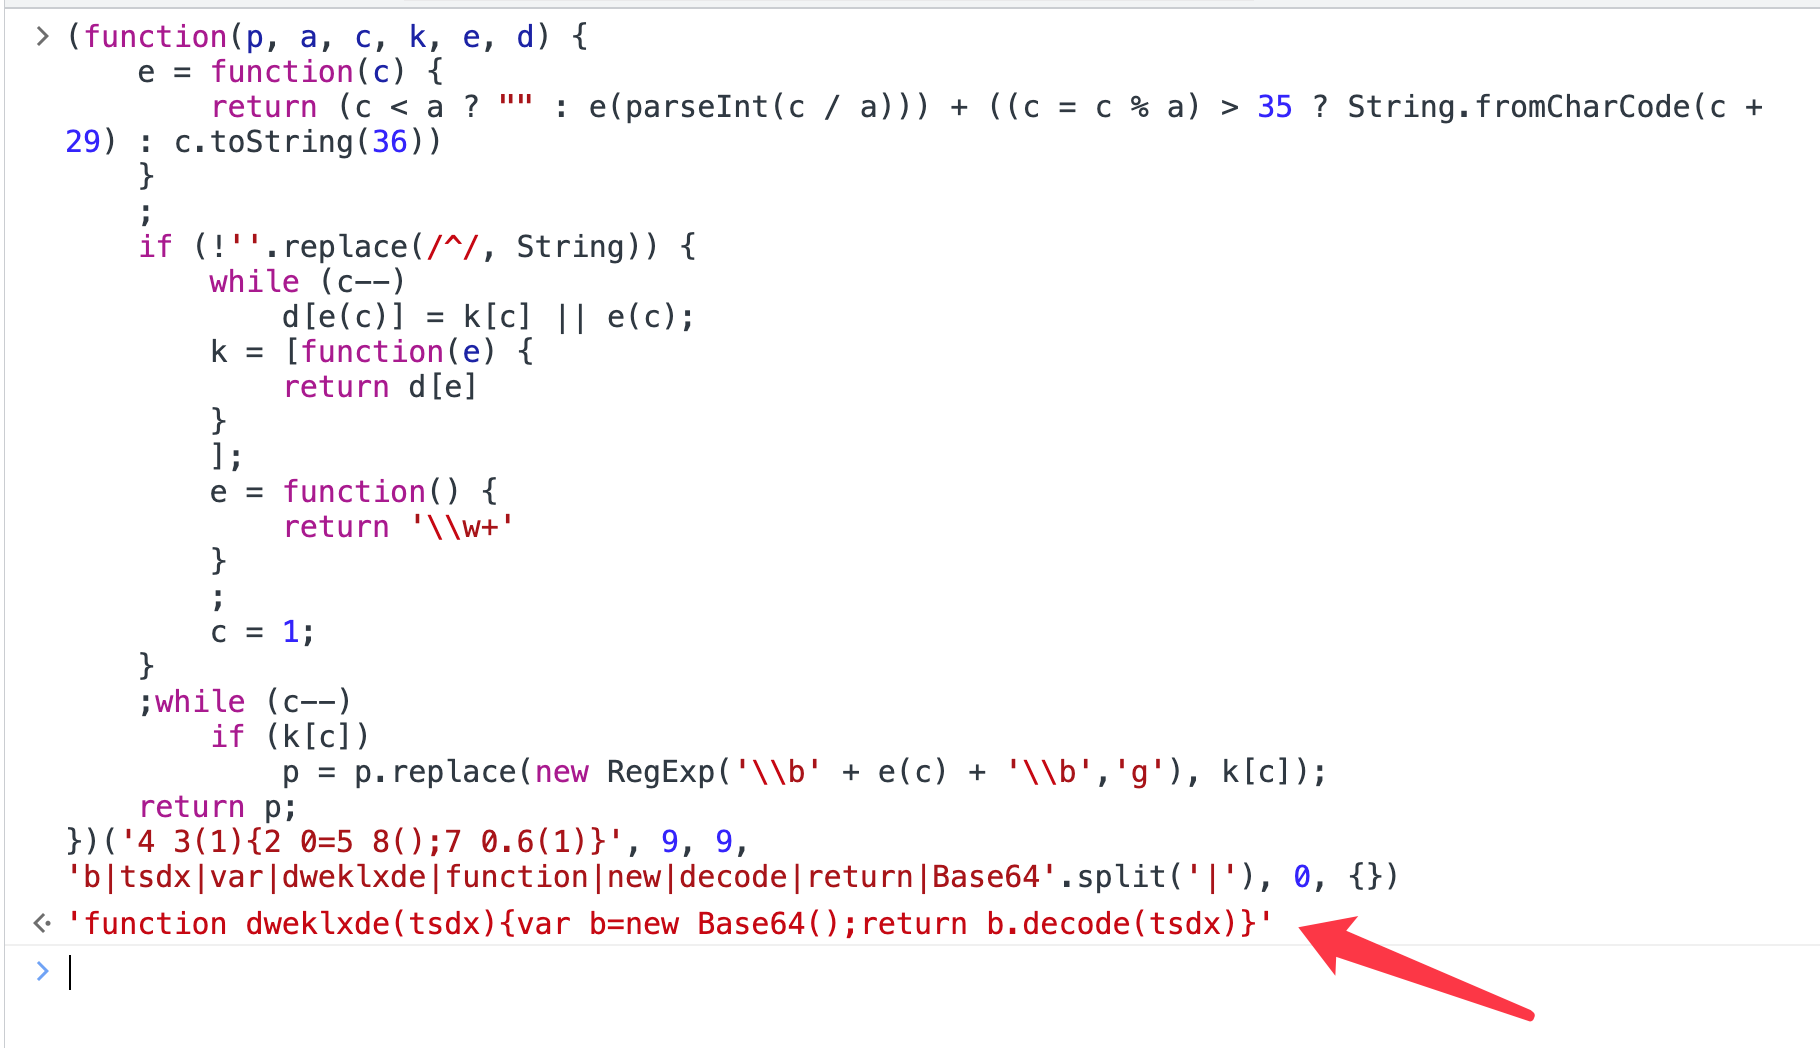 > (function(p, a, c, k, e, d) {
    e = function(c) {
        return (c < a ? "" : e(parseInt(c / a))) + ((c = c % a) > 35 ? String.fromCharCode(c +
29) : c.toString(36))
    }
    ;
    if (!''.replace(/^/, String)) {
        while (c--)
            d[e(c)] = k[c] || e(c);
        k = [function(e) {
            return d[e]
        }
        ];
        e = function() {
            return '\\w+'
        }
        ;
        c = 1;
    }
    ;while (c--)
        if (k[c])
            p = p.replace(new RegExp('\\b' + e(c) + '\\b','g'), k[c]);
    return p;
})('4 3(1){2 0=5 8();7 0.6(1)}', 9, 9,
'b|tsdx|var|dweklxde|function|new|decode|return|Base64'.split('|'), 0, {})
'function dweklxde(tsdx){var b=new Base64();return b.decode(tsdx)}'
>